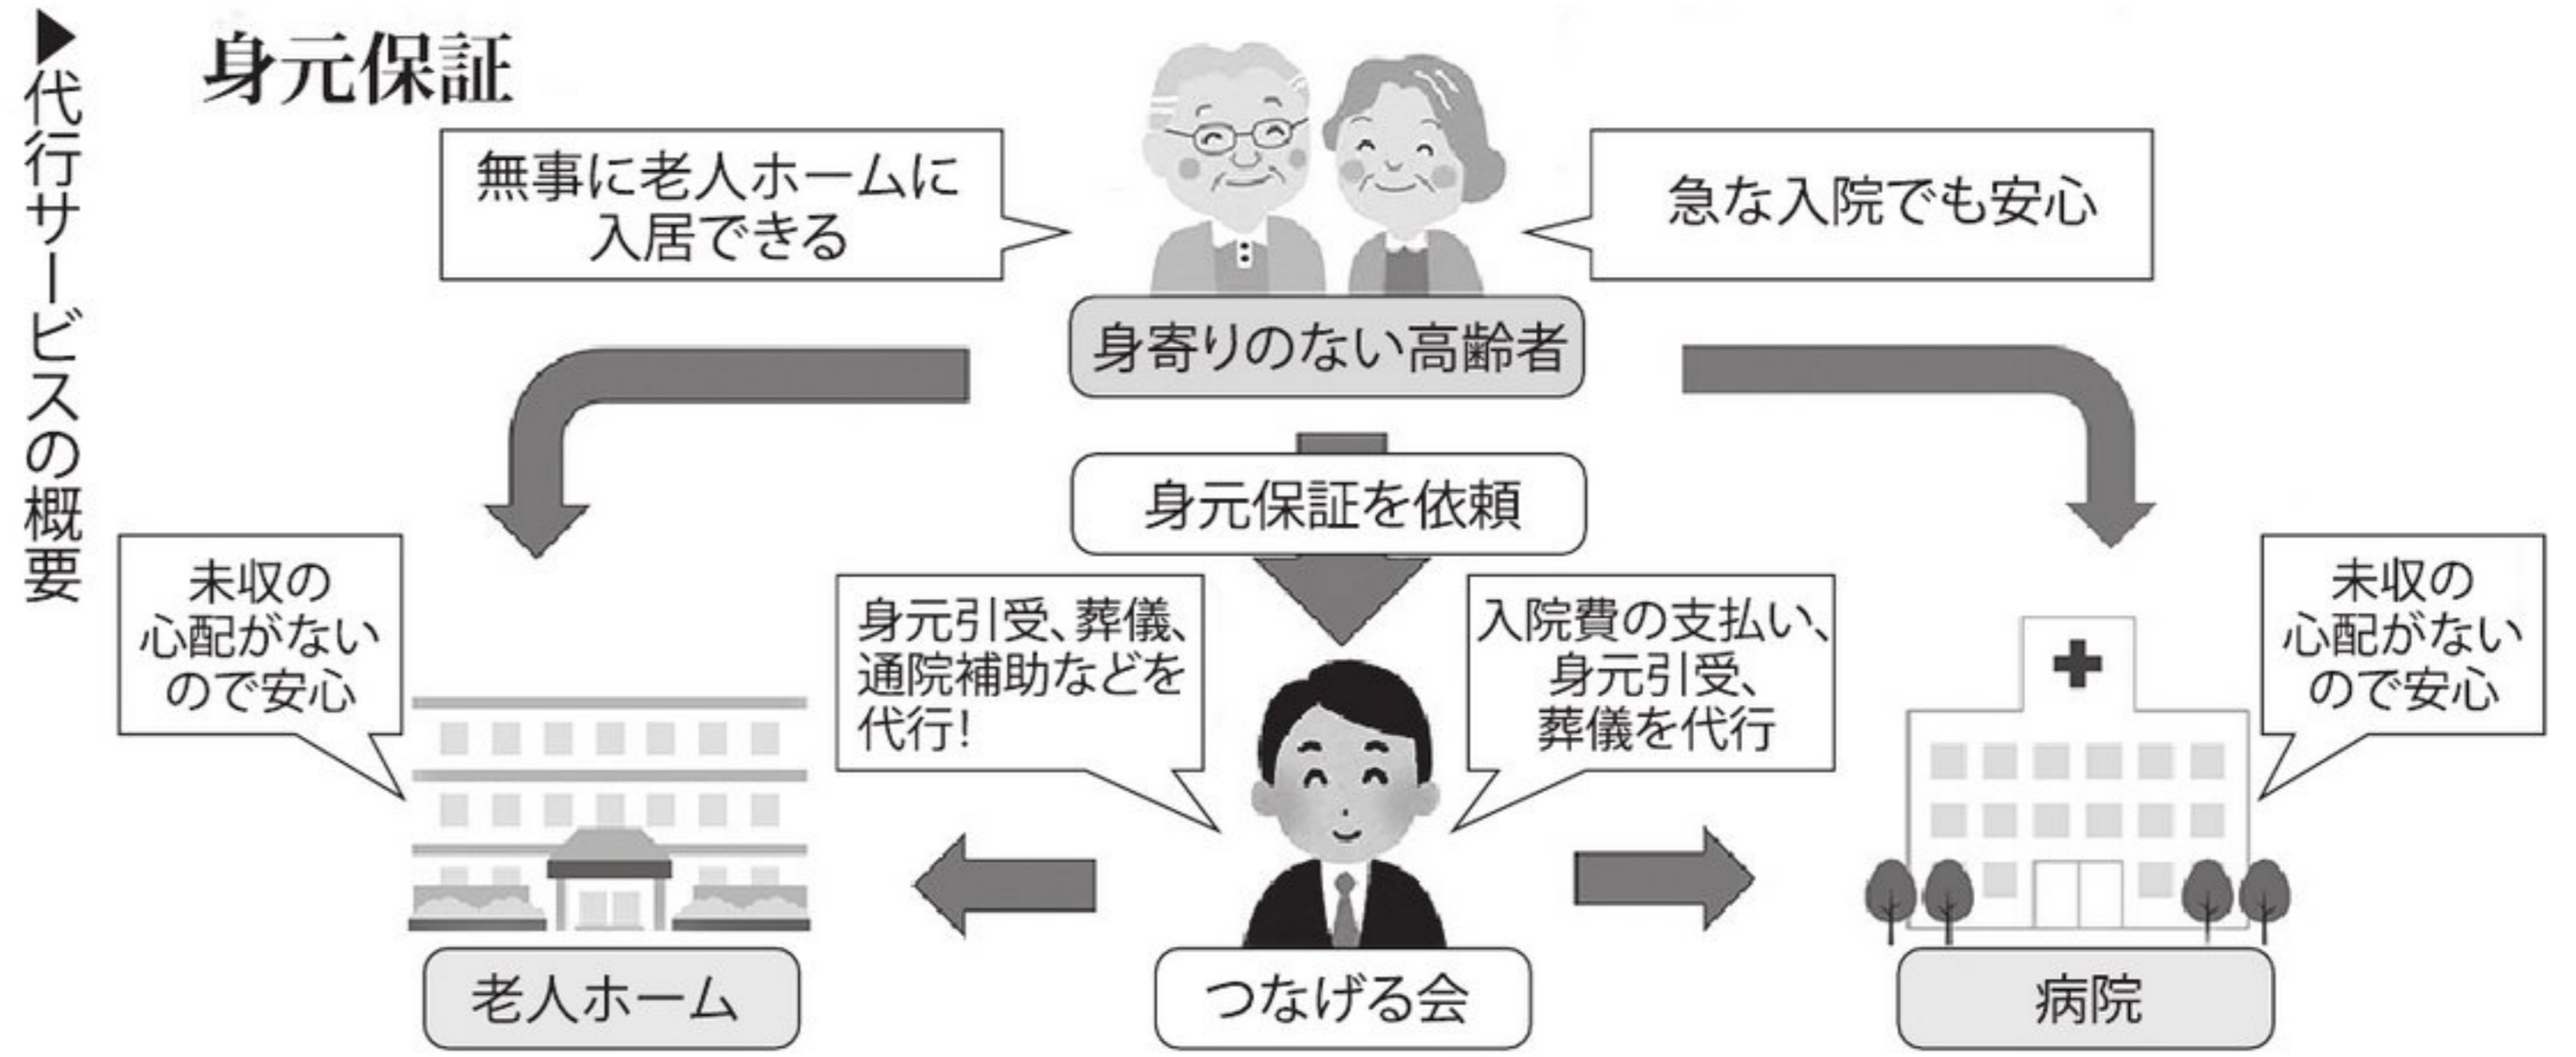 ▶代行サービスの概要
身元保証
無事に老人ホームに
入居できる
急な入院でも安心
身寄りのない高齢者
身元保証を依頼
未収の
心配がない
ので安心
身元引受、葬儀、
通院補助などを
代行!
入院費の支払い、
身元引受、
葬儀を代行
未収の
心配がない
ので安心
老人ホーム
つなげる会
病院